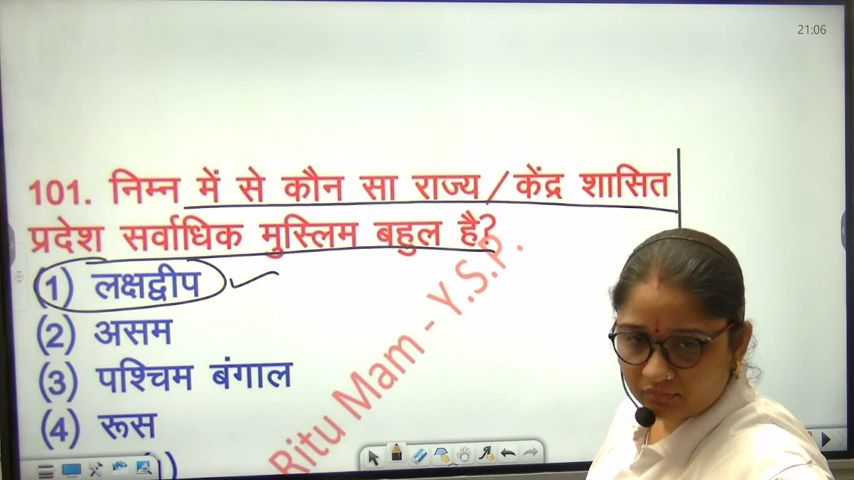 21:06
101. निम्न में से कौन सा राज्य/केंद्र शासित
प्रदेश सर्वाधिक मुस्लिम बहुल है?
(1) लक्षद्वीप
(2) असम
(3) पश्चिम बंगाल
(4) रूस
Ritu Mam - Y.S.P.